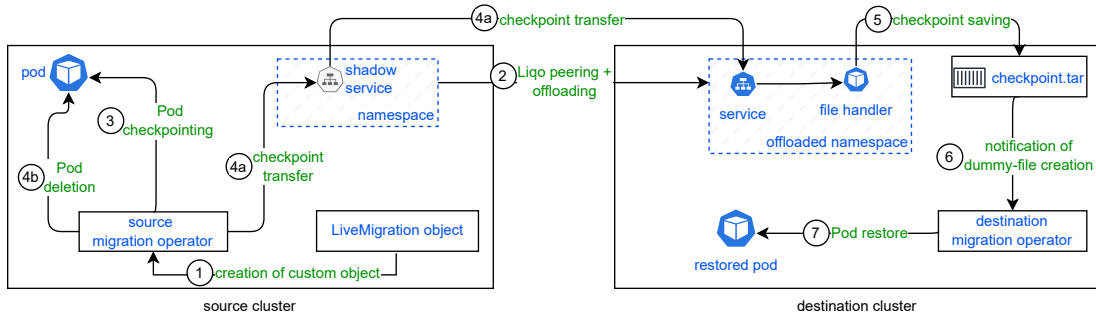 4a
checkpoint transfer
5
checkpoint saving
pod
shadow
service
namespace
2
Liqo peering +
offloading
service
file handler
offloaded namespace
checkpoint.tar
3
Pod
checkpointing
4a
checkpoint
transfer
4b
Pod
deletion
6
notification of
dummy-file creation
source
migration operator
LiveMigration object
1
creation of custom object
restored pod
7
Pod restore
destination
migration operator
source cluster
destination cluster